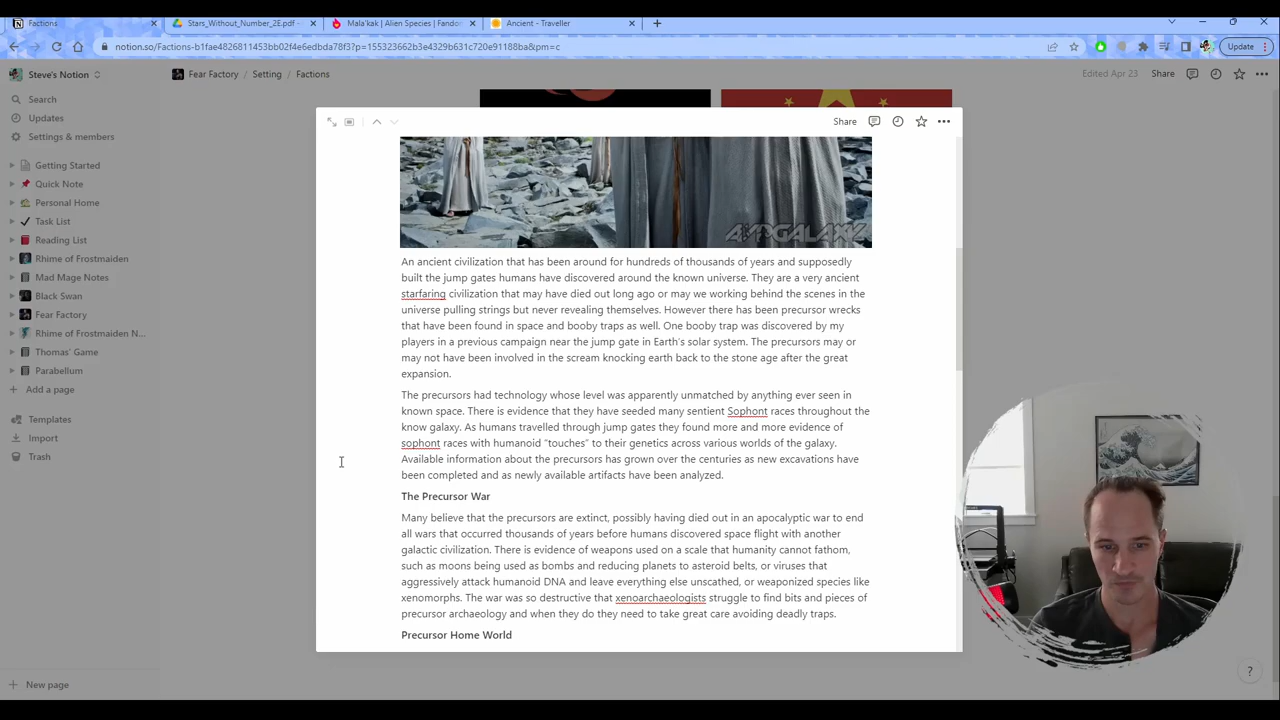 Factions
Stars_Without_Number_2E.pdf -
Mala'kak | Alien Species | Fandor
Ancient - Traveller
notion.so/Factions-b1fae4826811453bb02f4e6edbda78f3?p=155323662b3e4329b631c720e91188ba&pm=c
Update
Steve's Notion
Fear Factory / Setting / Factions
Edited Apr 23
Share
Search
Updates
Settings & members
Getting Started
Quick Note
Personal Home
Task List
Reading List
Rhime of Frostmaiden
Mad Mage Notes
Black Swan
Fear Factory
Rhime of Frostmaiden N...
Thomas' Game
Parabellum
Add a page
Templates
Import
Trash
New page
Share
AVPGALAXY
An ancient civilization that has been around for hundreds of thousands of years and supposedly
built the jump gates humans have discovered around the known universe. They are a very ancient
starfaring civilization that may have died out long ago or may we working behind the scenes in the
universe pulling strings but never revealing themselves. However there has been precursor wrecks
that have been found in space and booby traps as well. One booby trap was discovered by my
players in a previous campaign near the jump gate in Earth's solar system. The precursors may or
may not have been involved in the scream knocking earth back to the stone age after the great
expansion.
The precursors had technology whose level was apparently unmatched by anything ever seen in
known space. There is evidence that they have seeded many sentient Sophont races throughout the
know galaxy. As humans travelled through jump gates they found more and more evidence of
sophont races with humanoid "touches" to their genetics across various worlds of the galaxy.
Available information about the precursors has grown over the centuries as new excavations have
been completed and as newly available artifacts have been analyzed.
The Precursor War
Many believe that the precursors are extinct, possibly having died out in an apocalyptic war to end
all wars that occurred thousands of years before humans discovered space flight with another
galactic civilization. There is evidence of weapons used on a scale that humanity cannot fathom,
such as moons being used as bombs and reducing planets to asteroid belts, or viruses that
aggressively attack humanoid DNA and leave everything else unscathed, or weaponized species like
xenomorphs. The war was so destructive that xenoarchaeologists struggle to find bits and pieces of
precursor archaeology and when they do they need to take great care avoiding deadly traps.
Precursor Home World
?